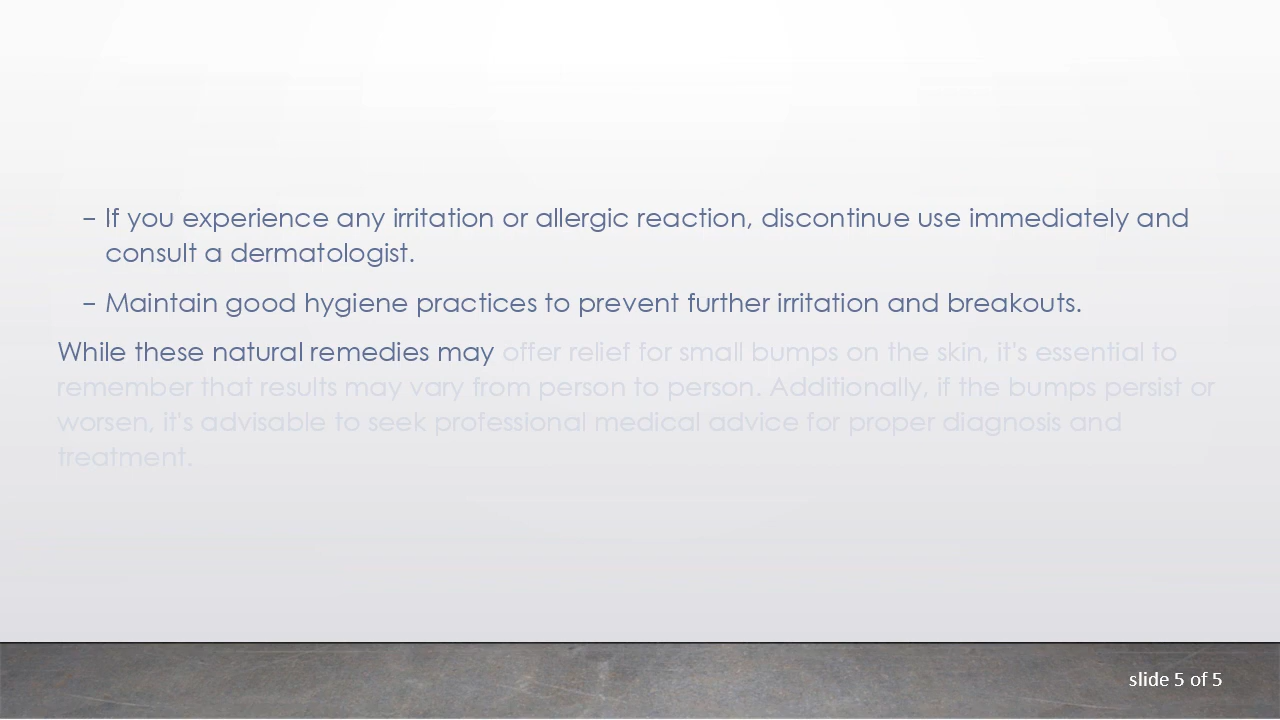 – If you experience any irritation or allergic reaction, discontinue use immediately and
consult a dermatologist.
– Maintain good hygiene practices to prevent further irritation and breakouts.
While these natural remedies may offer relief for small bumps on the skin, it's essential to
remember that results may vary from person to person. Additionally, if the bumps persist or
worsen, it's advisable to seek professional medical advice for proper diagnosis and
treatment.
slide 5 of 5